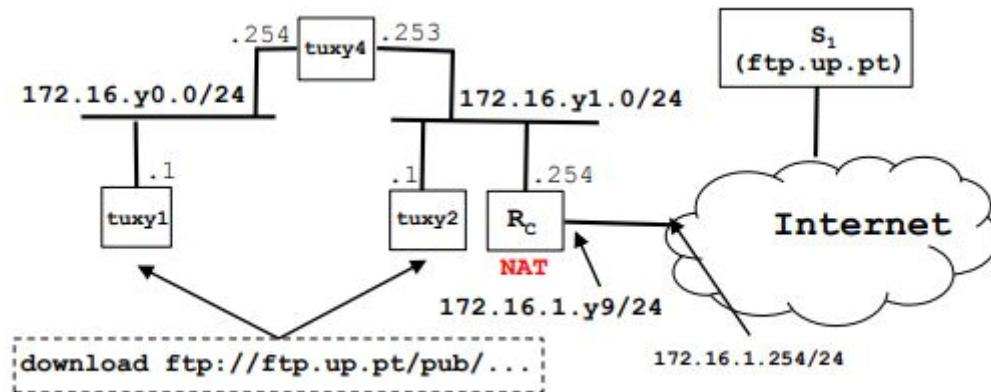 .254
tuxy4
.253
S1
(ftp.up.pt)
172.16.y0.0/24
172.16.y1.0/24
.1
.1
.254
tuxy1
tuxy2
RC
Internet
NAT
172.16.1.y9/24
download ftp://ftp.up.pt/pub/...
172.16.1.254/24